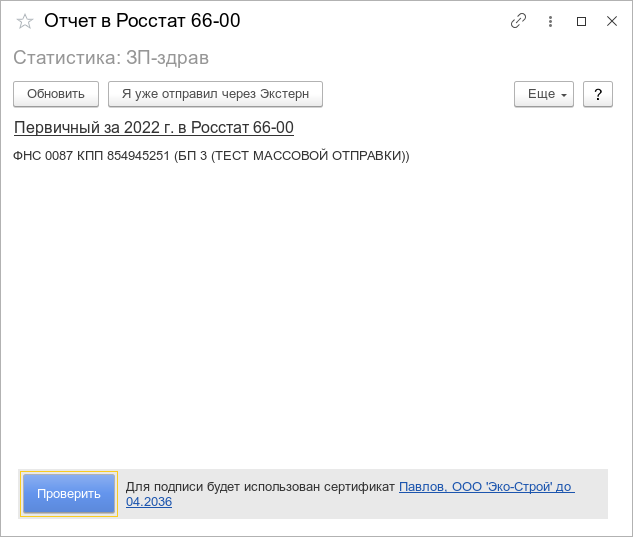 Отчет в Росстат 66-00
Статистика: ЗП-здрав
Обновить
Я уже отправил через Экстерн
Еще
?
Первичный за 2022 г. в Росстат 66-00
ФНС 0087 КПП 854945251 (БП 3 (ТЕСТ МАССОВОЙ ОТПРАВКИ))
Проверить
Для подписи будет использован сертификат Павлов, ООО 'Эко-Строй' до
04.2036